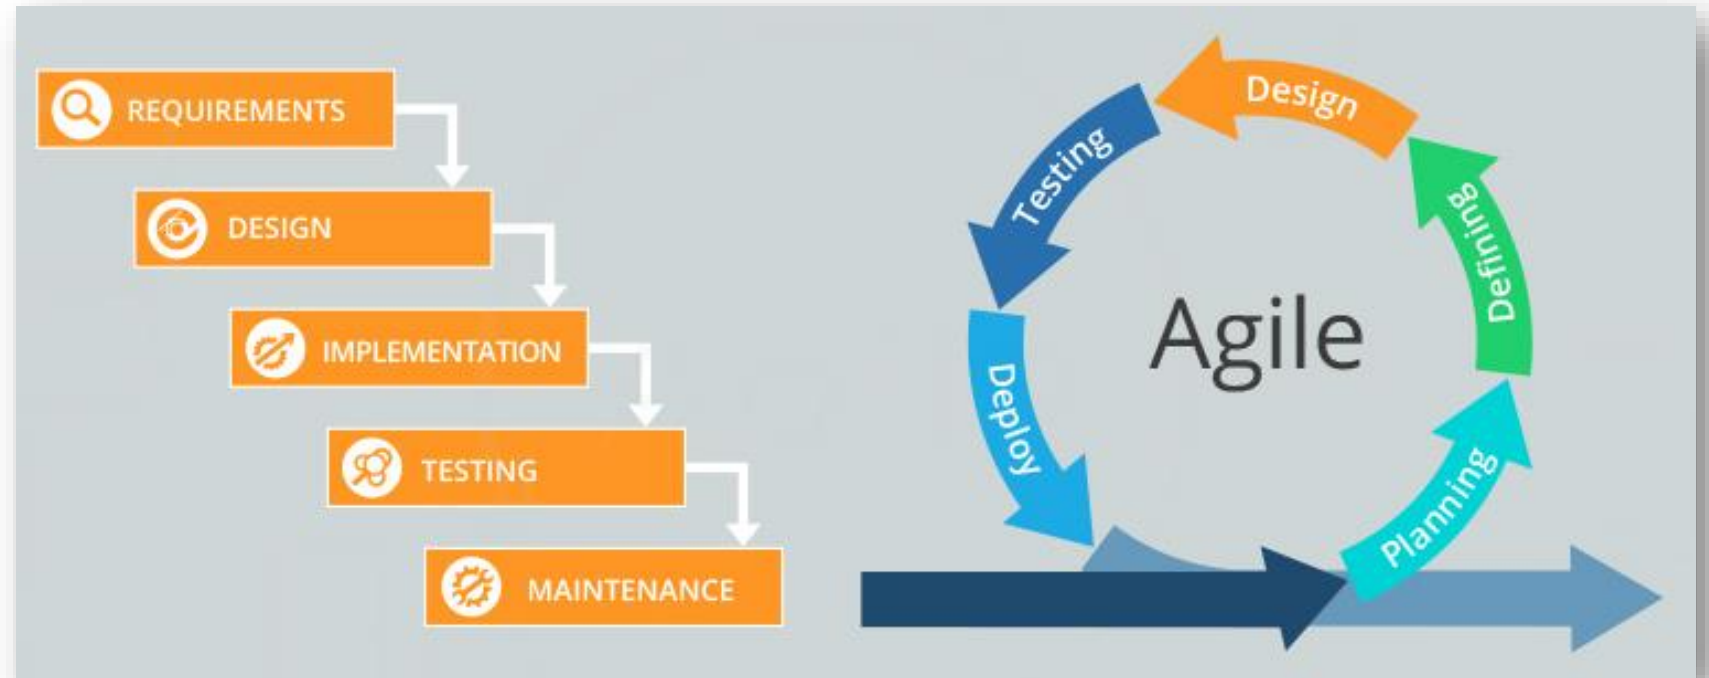 REQUIREMENTS
DESIGN
IMPLEMENTATION
TESTING
MAINTENANCE
Agile
Planning
Defining
Design
Testing
Deploy